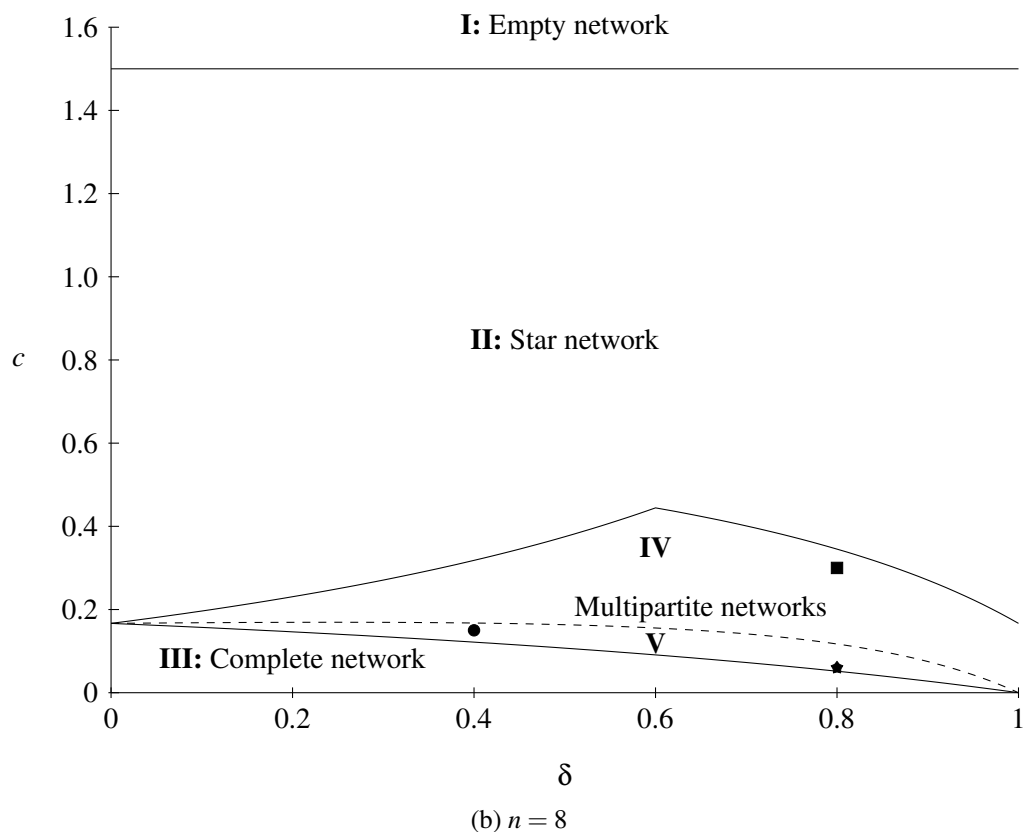 I: Empty network
1.6
1.4
1.2
1.0
II: Star network
c
0.8
0.6
0.4
IV
Multipartite networks
0.2
V
III: Complete network
0
0 0.2 0.4 0.6 0.8 1
δ
(b) n = 8